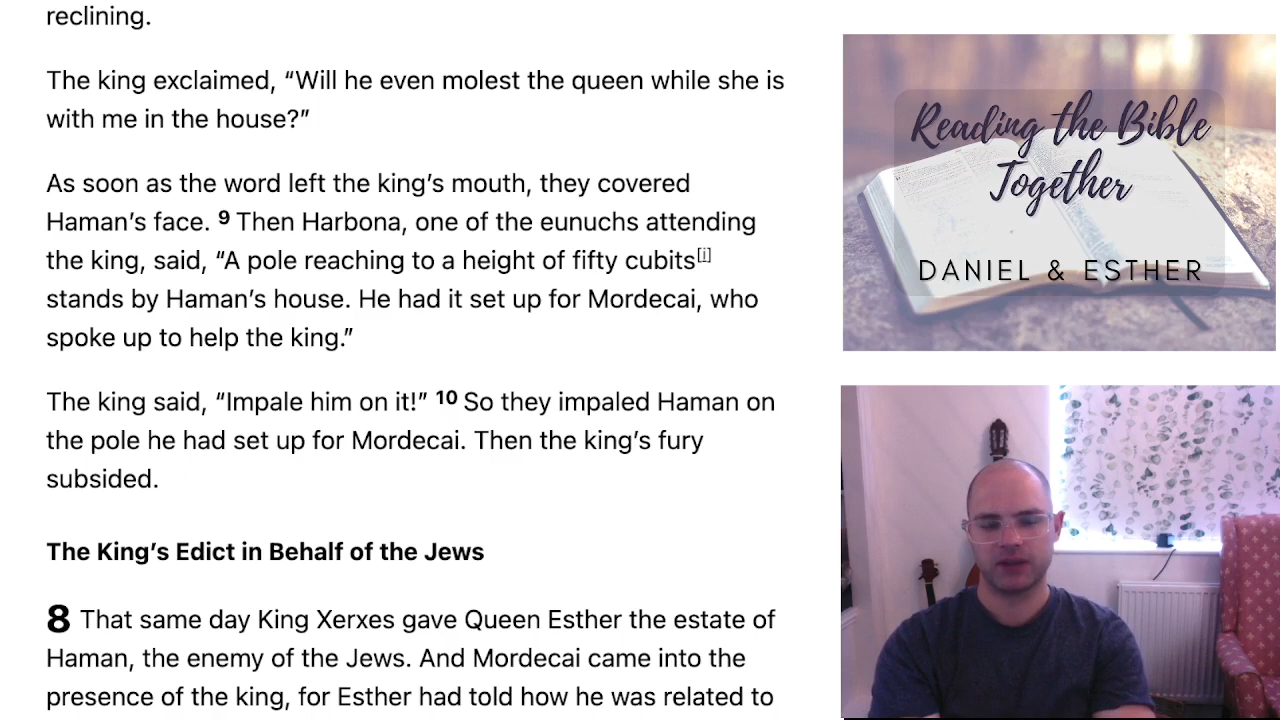 reclining.
The king exclaimed, “Will he even molest the queen while she is
with me in the house?”
As soon as the word left the king’s mouth, they covered
Haman’s face. 9 Then Harbona, one of the eunuchs attending
the king, said, “A pole reaching to a height of fifty cubits[i]
stands by Haman’s house. He had it set up for Mordecai, who
spoke up to help the king.”
The king said, “Impale him on it!” 10 So they impaled Haman on
the pole he had set up for Mordecai. Then the king’s fury
subsided.
The King’s Edict in Behalf of the Jews
8 That same day King Xerxes gave Queen Esther the estate of
Haman, the enemy of the Jews. And Mordecai came into the
presence of the king, for Esther had told how he was related to
Reading the Bible
Together
DANIEL & ESTHER